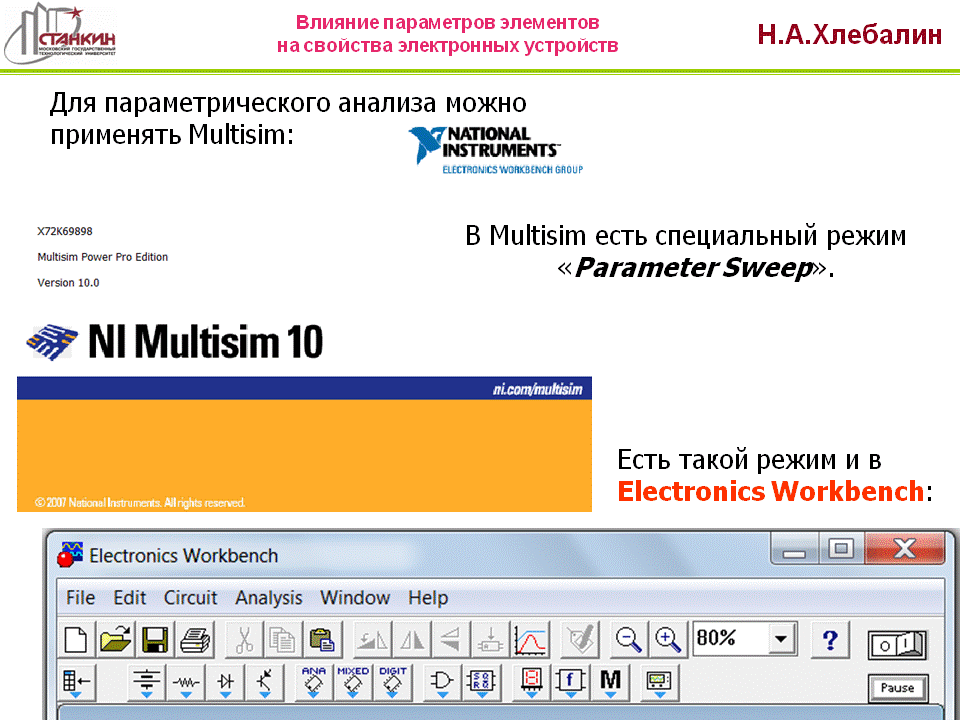 СТАНКИН
МОСКОВСКИЙ ГОСУДАРСТВЕННЫЙ
ТЕХНОЛОГИЧЕСКИЙ УНИВЕРСИТЕТ
Влияние параметров элементов
на свойства электронных устройств
Н.А.Хлебалин
Для параметрического анализа можно
применять Multisim:
NATIONAL
INSTRUMENTS™
ELECTRONICS WORKBENCH GROUP
X72K69898
Multisim Power Pro Edition
Version 10.0
В Multisim есть специальный режим
«Parameter Sweep».
NI Multisim 10
ni.com/multisim
© 2007 National Instruments. All rights reserved.
Есть такой режим и в
Electronics Workbench:
Electronics Workbench
File Edit Circuit Analysis Window Help
80% ?
ANA MIXED DIGIT f M
Pause